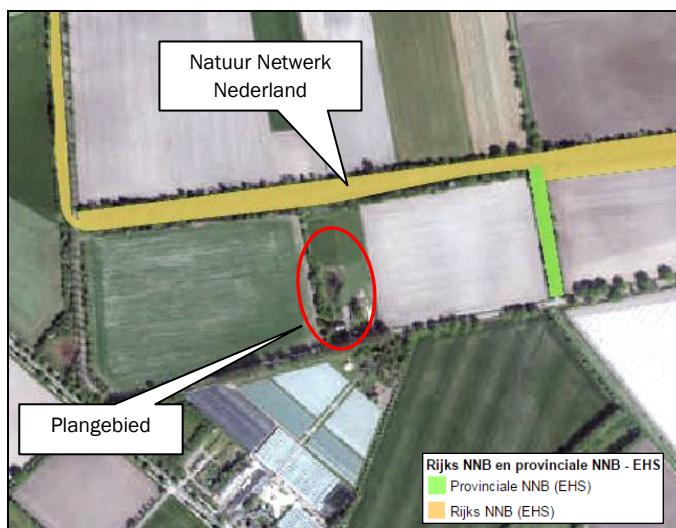 Natuur Netwerk
Nederland
Plangebied
Rijks NNB en provinciale NNB - EHS
Provinciale NNB (EHS)
Rijks NNB (EHS)